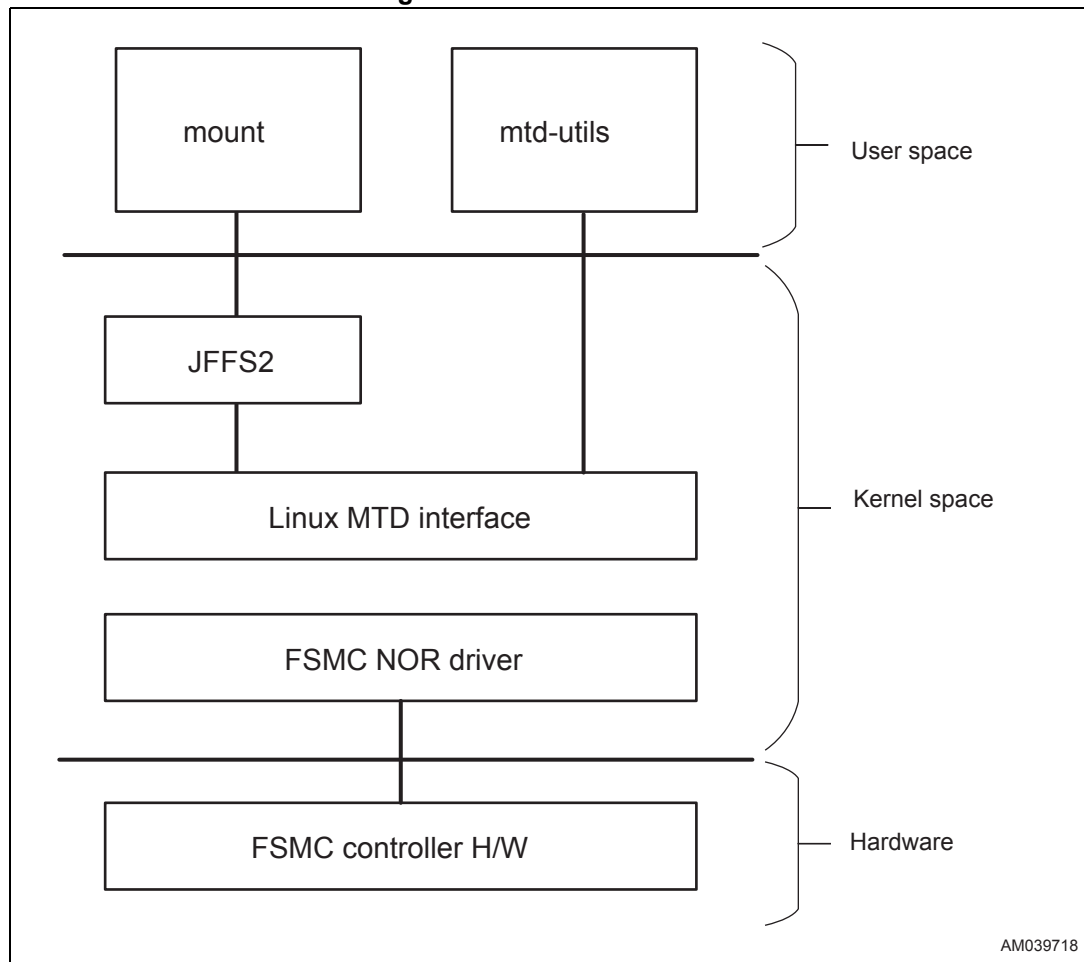 mount
mtd-utils
User space
JFFS2
Linux MTD interface
Kernel space
FSMC NOR driver
FSMC controller H/W
Hardware
AM039718